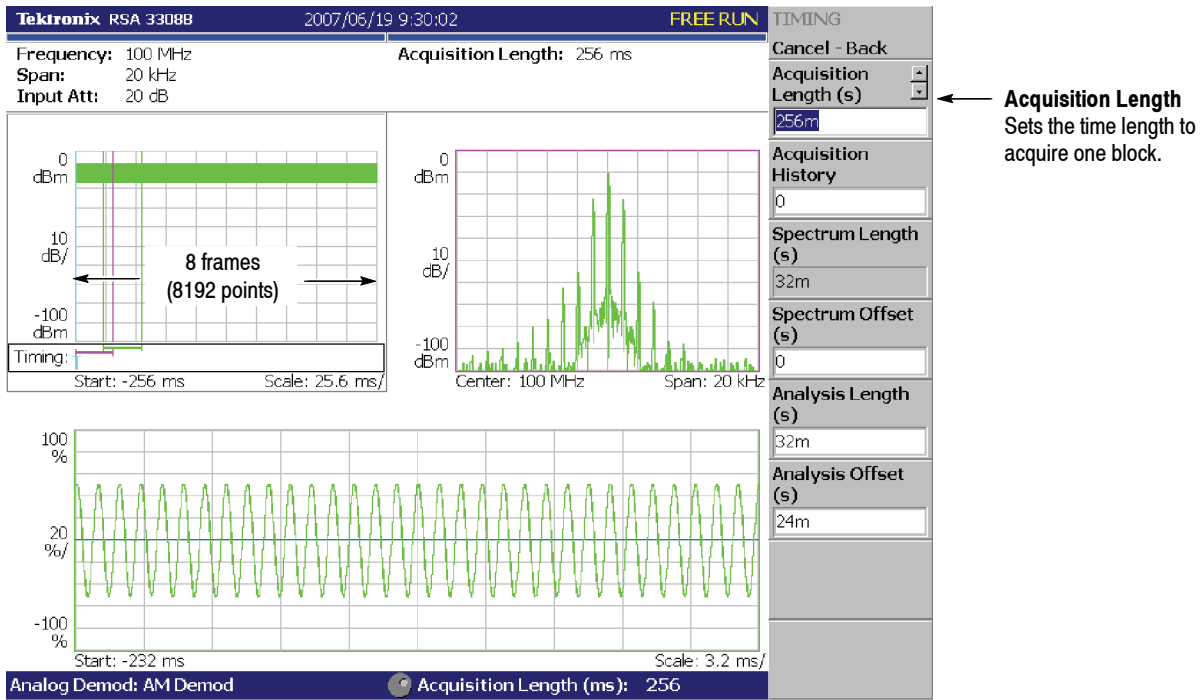 Tektronix RSA 3308B 2007/06/19 9:30:02 FREE RUN
Frequency: 100 MHz
Span: 20 kHz
Input Att: 20 dB
Acquisition Length: 256 ms
0
dBm
10
dB/
-100
dBm
8 frames
(8192 points)
Timing:
Start: -256 ms Scale: 25.6 ms/
0
dBm
10
dB/
-100
dBm
Center: 100 MHz Span: 20 kHz
100
%
20
%/
-100
%
Start: -232 ms Scale: 3.2 ms/
Analog Demod: AM Demod Acquisition Length (ms): 256
TIMING
Cancel - Back
Acquisition
Length (s)
256m
Acquisition
History
0
Spectrum Length
(s)
32m
Spectrum Offset
(s)
0
Analysis Length
(s)
32m
Analysis Offset
(s)
24m
Acquisition Length
Sets the time length to
acquire one block.